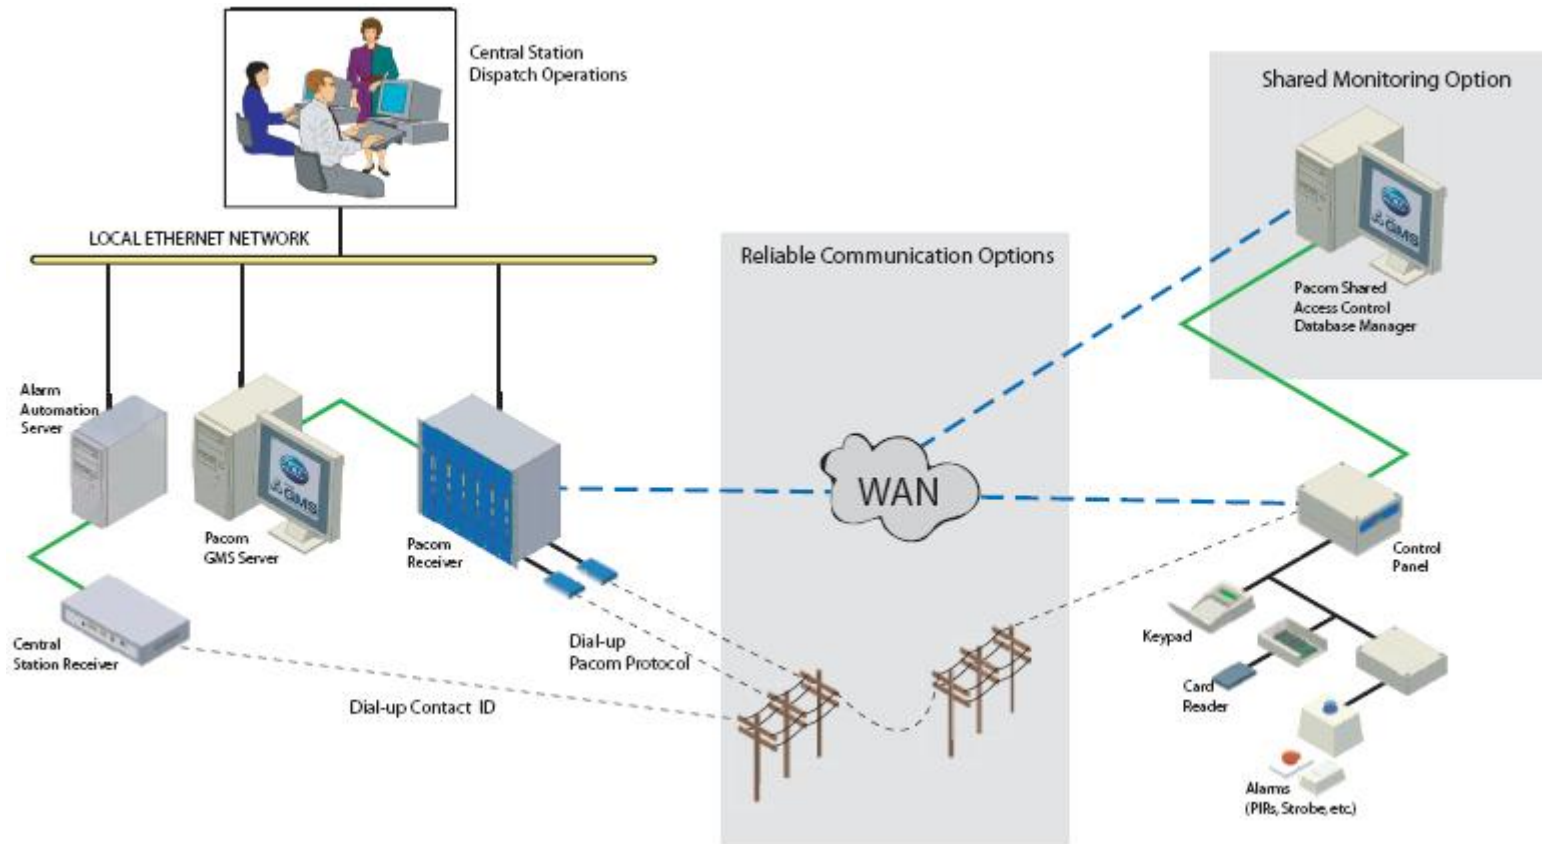 Central Station
Dispatch Operations
Shared Monitoring Option
LOCAL ETHERNET NETWORK
Reliable Communication Options
GMS
Pacom Shared
Access Control
Database Manager
Alarm
Automation
Server
GMS
Pacom
GMS Server
Pacom
Receiver
WAN
Control
Panel
Central
Station Receiver
Dial-up
Pacom Protocol
Dial-up Contact ID
Keypad
Card
Reader
Alarms
(PIRs, Strobe, etc.)